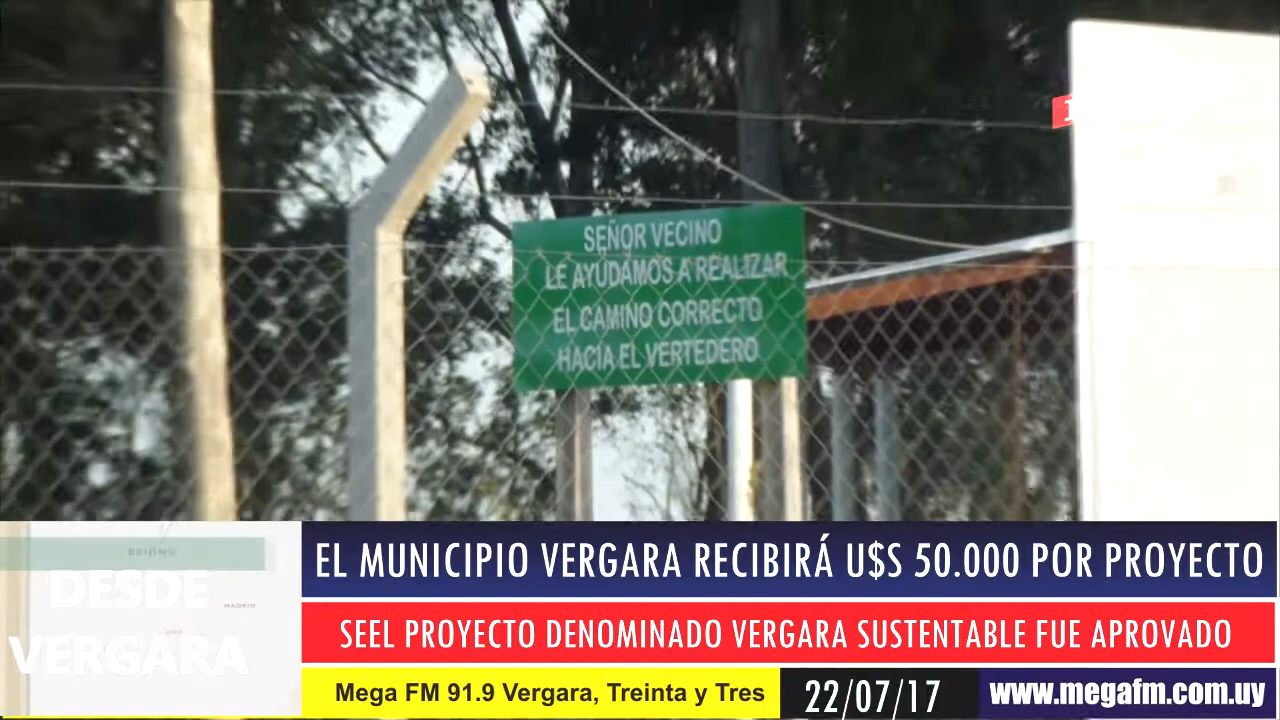 SEÑOR VECINO
LE AYUDAMOS A REALIZAR
EL CAMINO CORRECTO
HACIA EL VERTEDERO
BEIJING
MADRID
DESDE
VERGARA
EL MUNICIPIO VERGARA RECIBIRÁ U$S 50.000 POR PROYECTO
SEEL PROYECTO DENOMINADO VERGARA SUSTENTABLE FUE APROVADO
Mega FM 91.9 Vergara, Treinta y Tres
22/07/17
www.megafm.com.uy